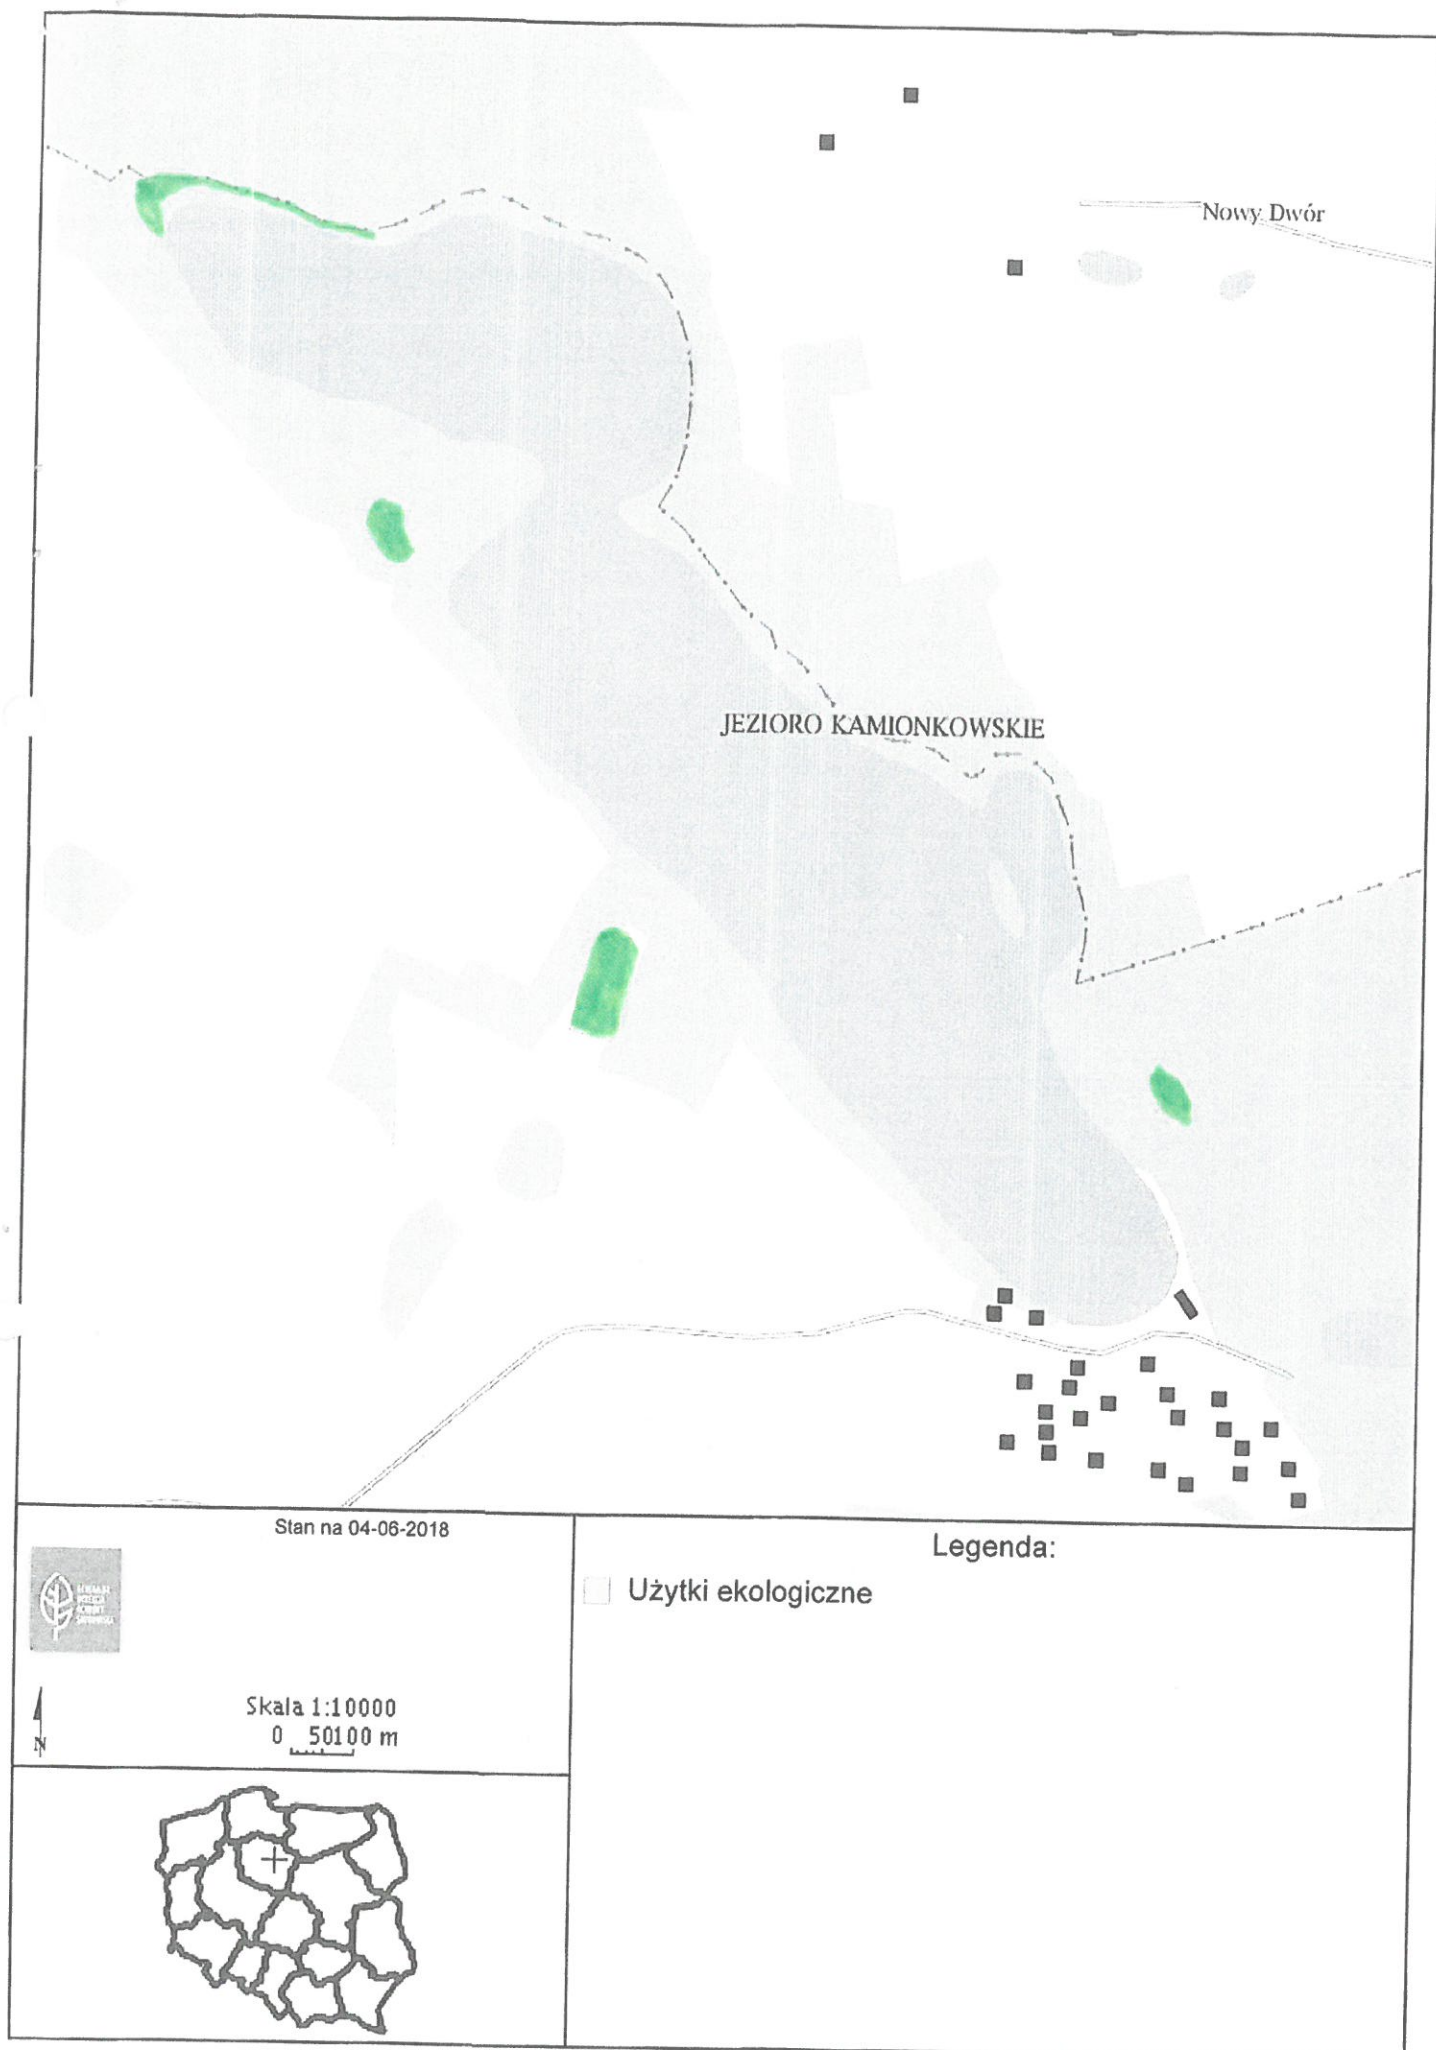 Nowy Dwór
JEZIORO KAMIONKOWSKIE
Stan na 04-06-2018
Legenda:
Użytki ekologiczne
Skala 1:10000
0 50100 m
N